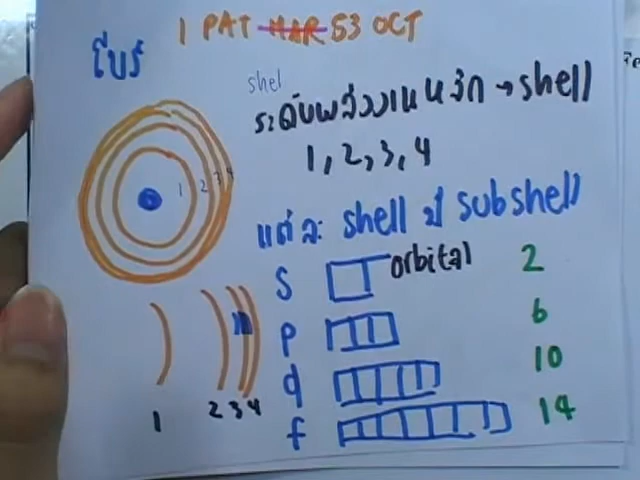 1 PAT MAR 53 OCT
โบร์
shel
ระดับพลังงานหลัก → shell
1, 2, 3, 4
1 2 3 4
แต่ละ shell มี subshell
s orbital 2
p 6
d 10
f 14
1 2 3 4